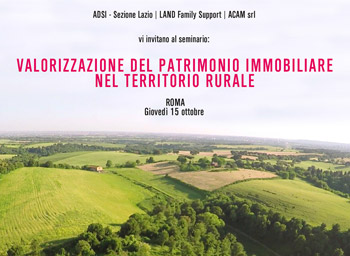 ADSI - Sezione Lazio | LAND Family Support | ACAM srl
vi invitano al seminario:
VALORIZZAZIONE DEL PATRIMONIO IMMOBILIARE
NEL TERRITORIO RURALE
ROMA
Giovedì 15 ottobre